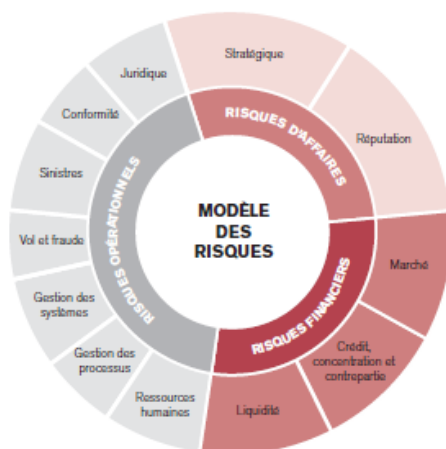 MODÈLE
DES
RISQUES
RISQUES D'AFFAIRES
Stratégique
Réputation
RISQUES FINANCIERS
Marché
Crédit,
concentration et
contrepartie
Liquidité
RISQUES OPÉRATIONNELS
Ressources
humaines
Gestion des
processus
Gestion des
systèmes
Vol et fraude
Sinistres
Conformité
Juridique